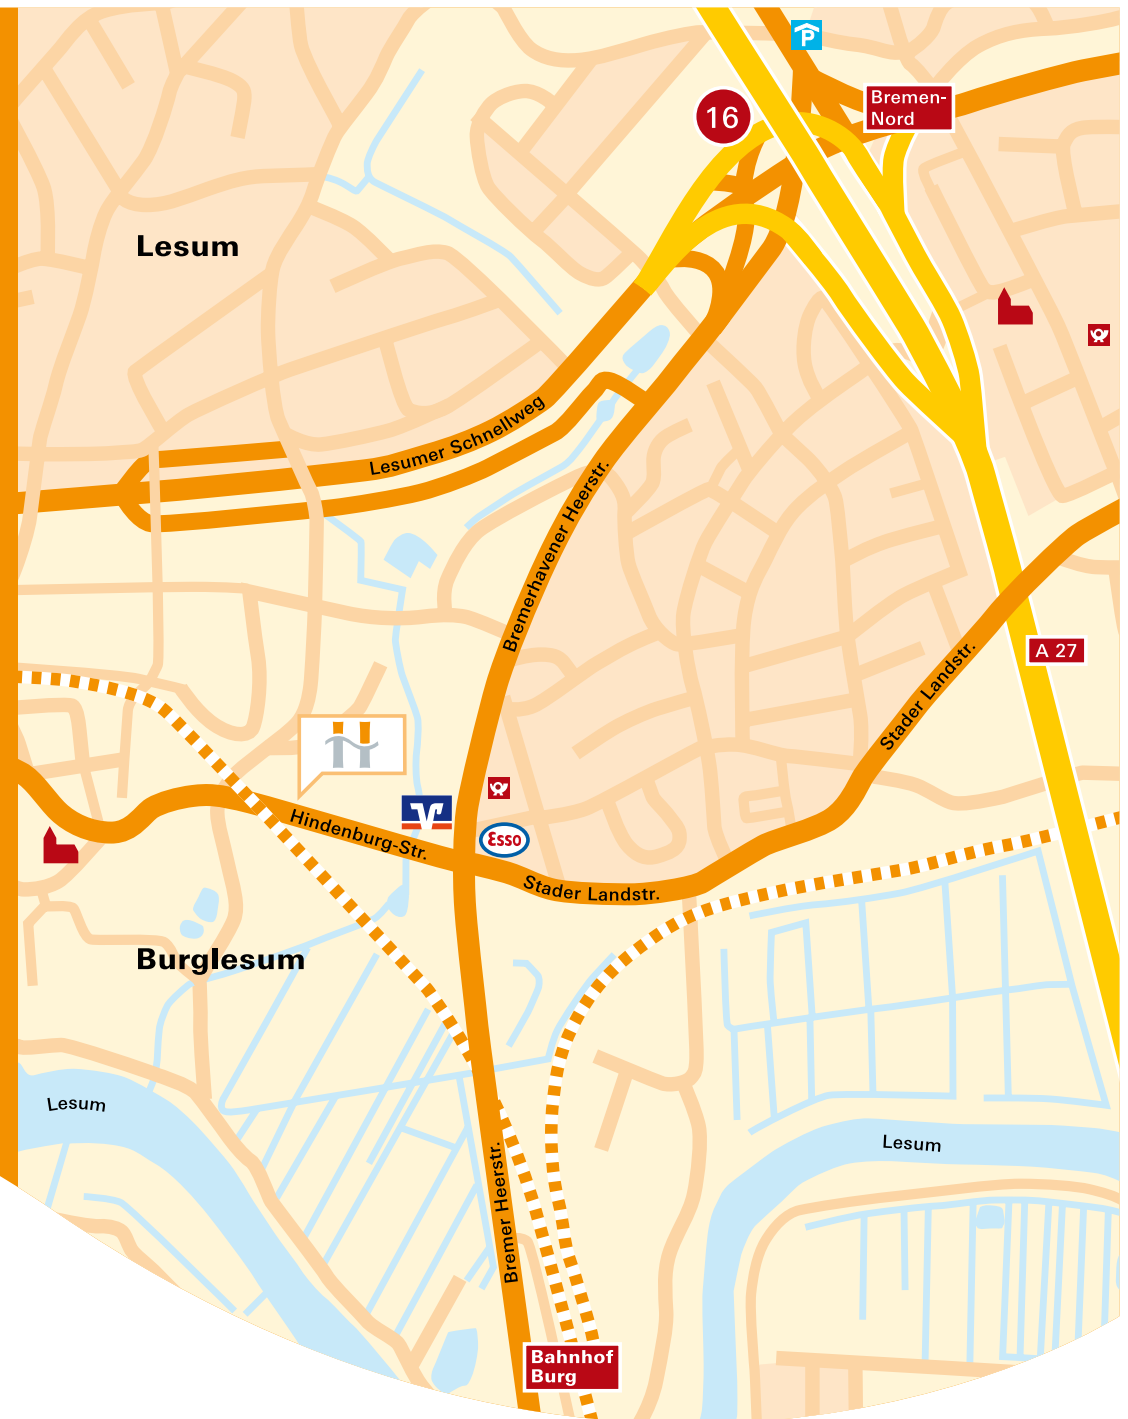 P
Bremen-
Nord
16
Lesum
Lesumer Schnellweg
Bremerhavener Heerstr.
A 27
Stader Landstr.
Hindenburg-Str.
Esso
Stader Landstr.
Burglesum
Lesum
Lesum
Bremer Heerstr.
Bahnhof
Burg